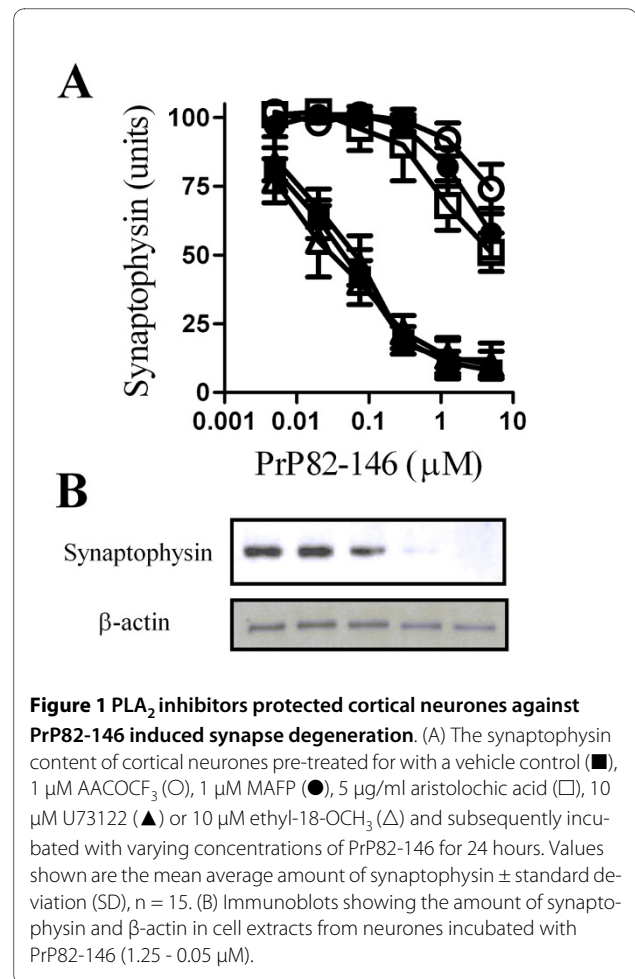 A
Synaptophysin (units)
100
75
50
25
0
0.001 0.01 0.1 1 10
PrP82-146 (μM)
B
Synaptophysin
β-actin
Figure 1 PLA₂ inhibitors protected cortical neurones against
PrP82-146 induced synapse degeneration. (A) The synaptophysin
content of cortical neurones pre-treated for with a vehicle control (■),
1 μM AACOCF₃ (○), 1 μM MAFP (●), 5 μg/ml aristolochic acid (□), 10
μM U73122 (▲) or 10 μM ethyl-18-OCH₃ (△) and subsequently incu-
bated with varying concentrations of PrP82-146 for 24 hours. Values
shown are the mean average amount of synaptophysin ± standard de-
viation (SD), n = 15. (B) Immunoblots showing the amount of synapto-
physin and β-actin in cell extracts from neurones incubated with
PrP82-146 (1.25 - 0.05 μM).